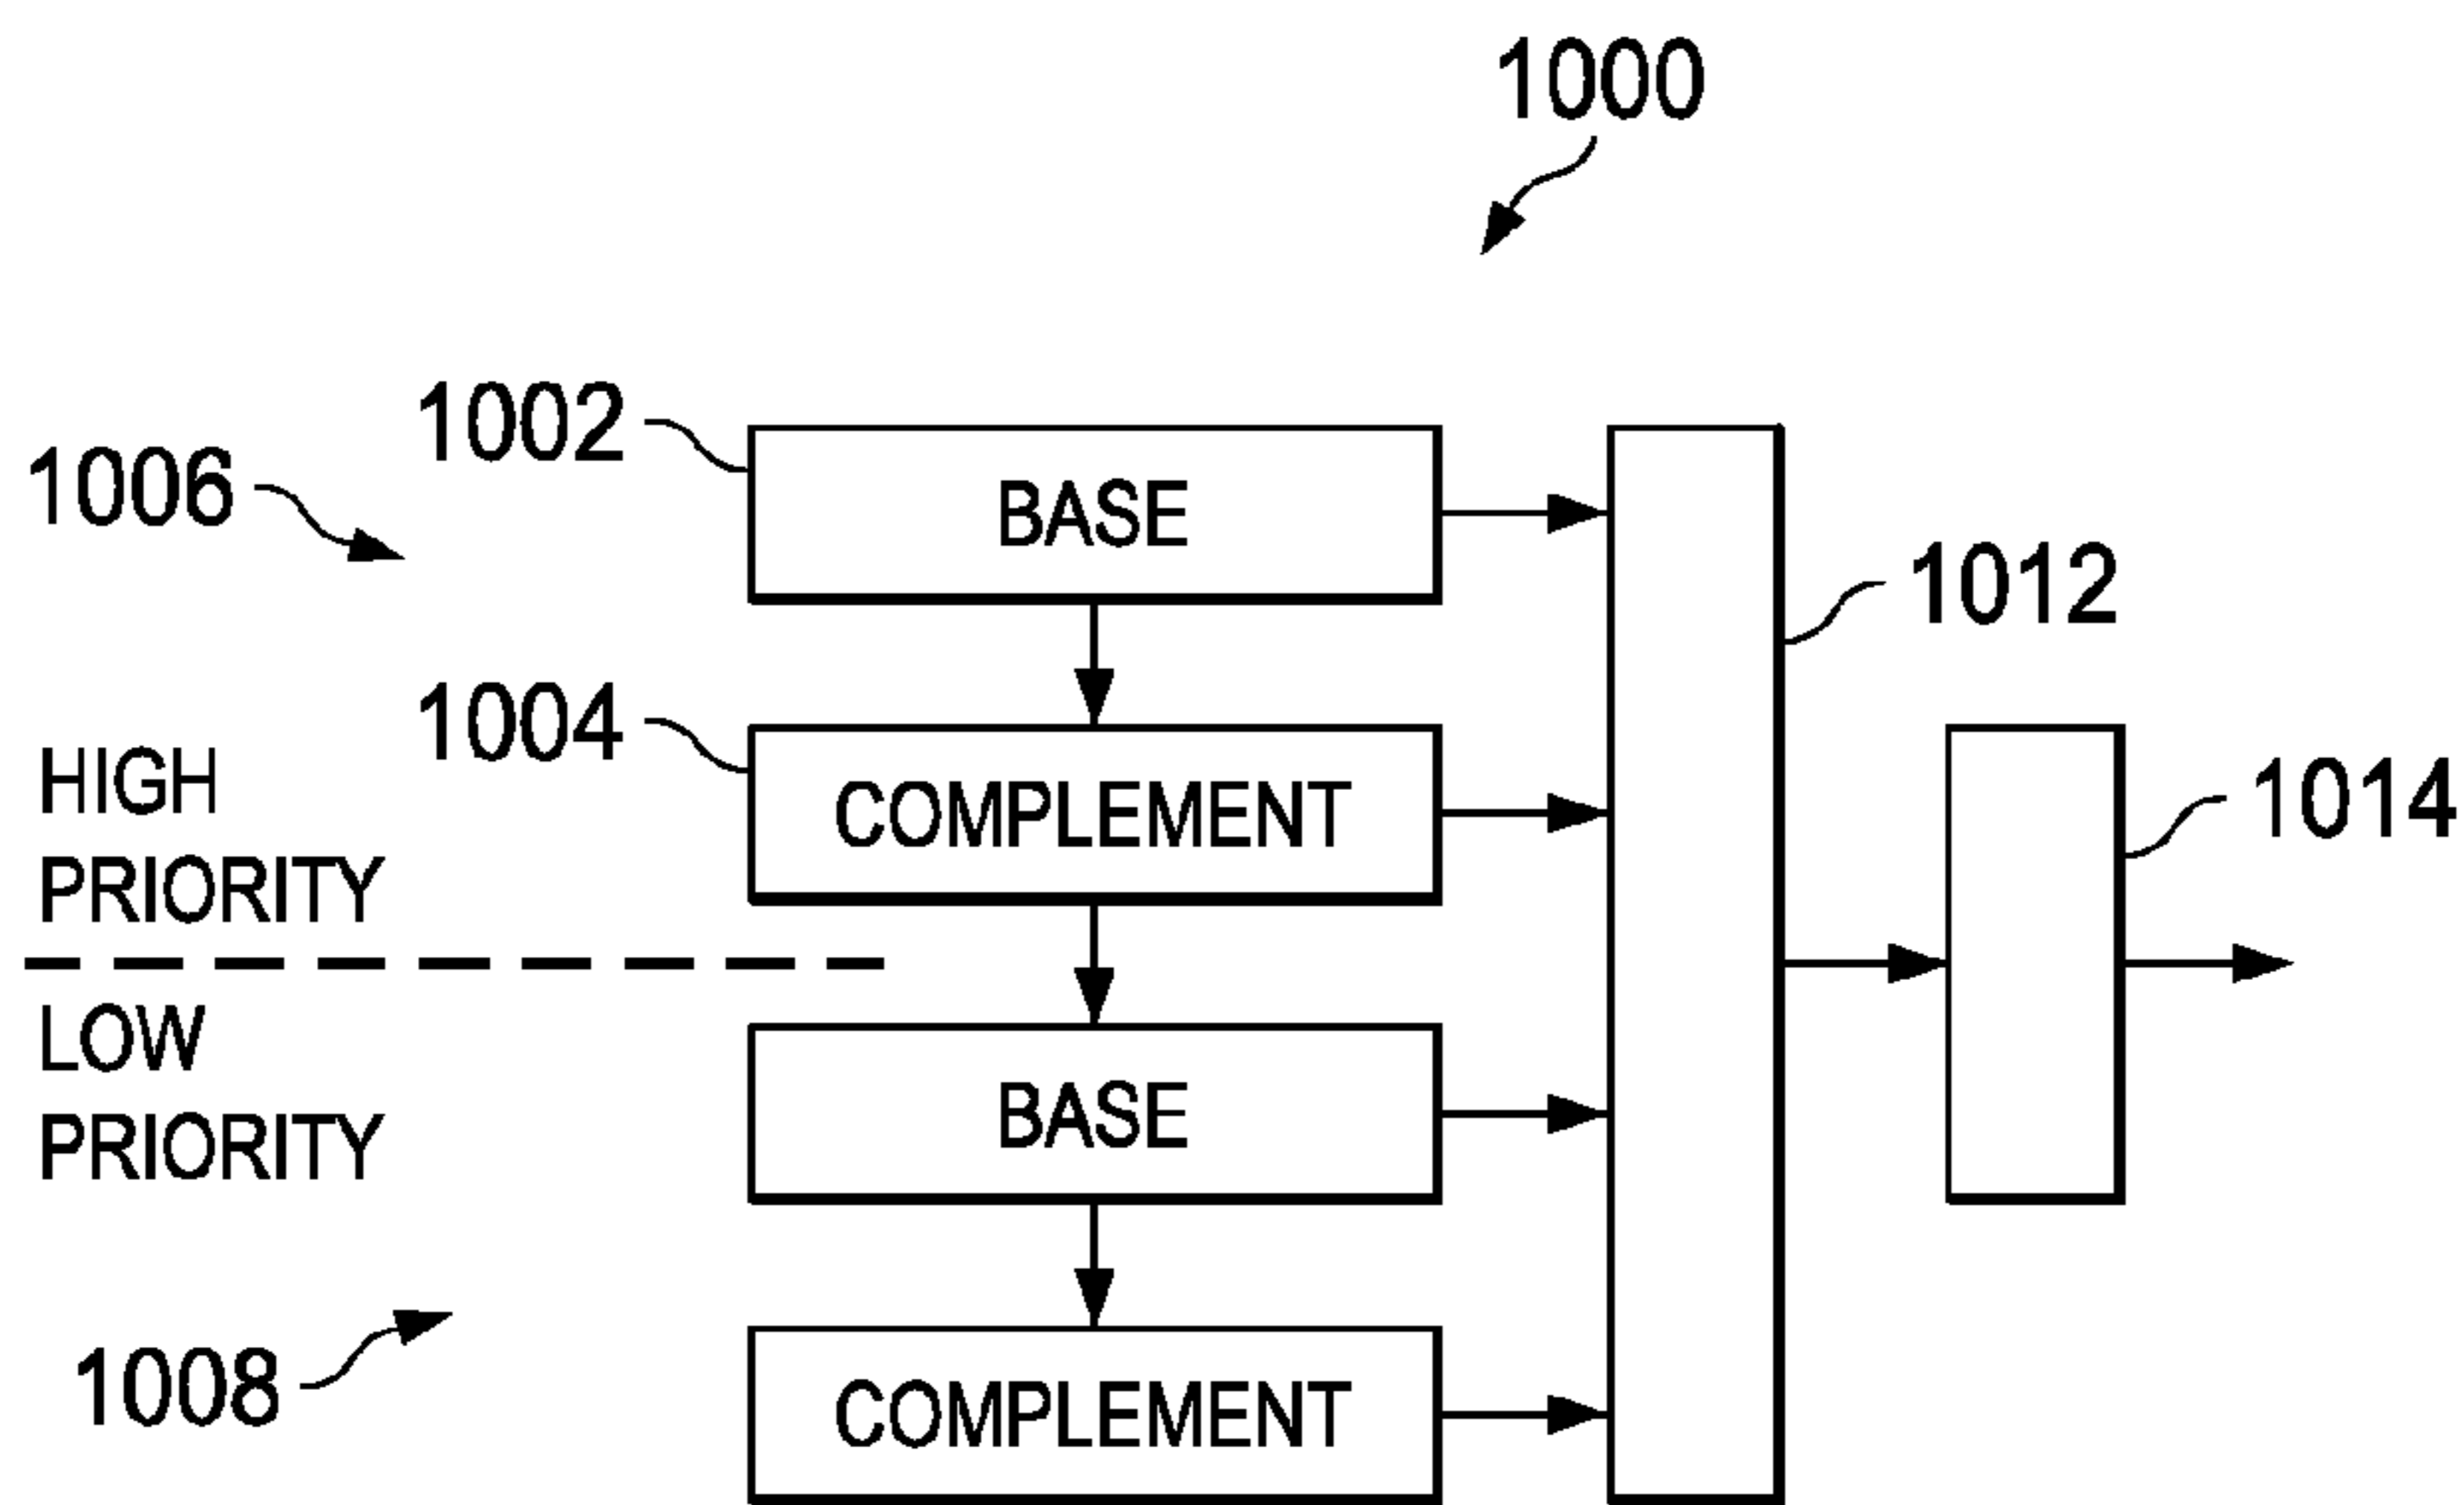 1000
1002
1006
BASE
1012
1004
HIGH
PRIORITY
COMPLEMENT
1014
LOW
PRIORITY
BASE
1008
COMPLEMENT